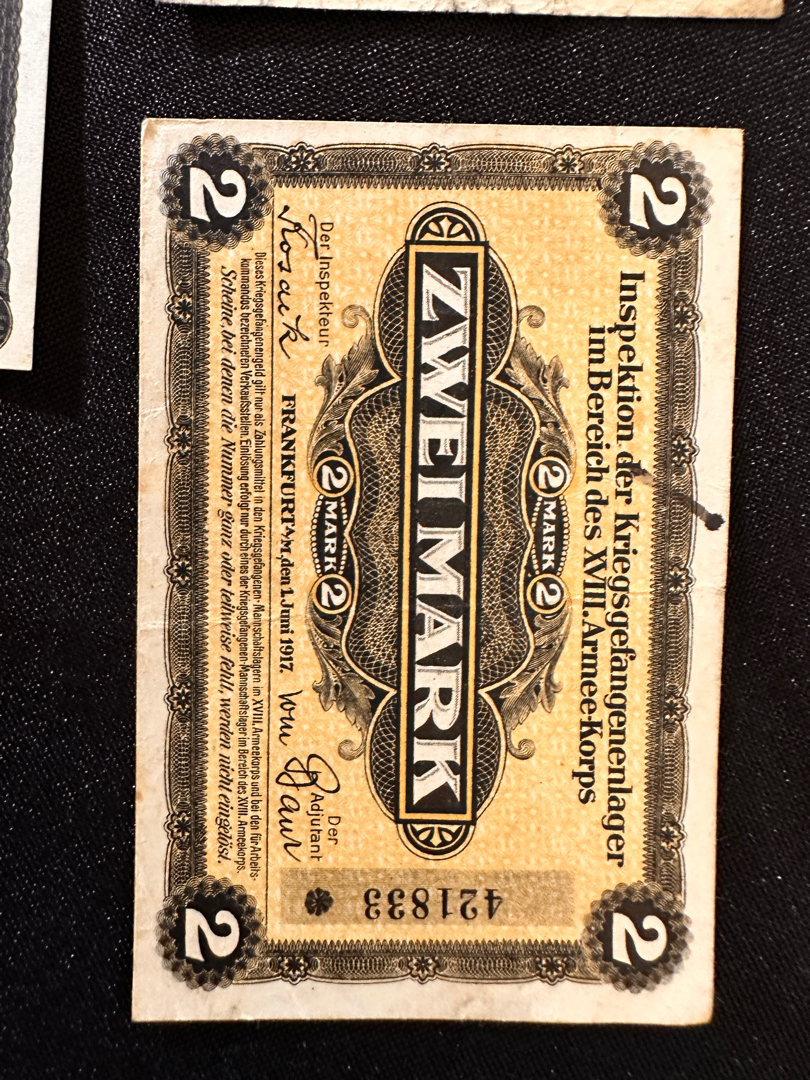 2
2
Inspektion der Kriegsgefangenenlager
im Bereich des XVIII. Armee-Korps
2 MARK 2
ZWEI MARK
2 MARK 2
421833
Der Inspekteur
Kosack
FRANKFURT A/M, den 1. Juni 1917.
Der
Adjutant
vom Baur
Dieses Kriegsgefangenengeld gilt nur als Zahlungsmittel in den Kriegsgefangenen-Mannschaftslagern im XVIII. Armeekorps und bei den für Arbeits-
kommandos bezeichneten Verkaufsstellen. Einlösung erfolgt nur durch eines der Kriegsgefangenen-Mannschaftslager im Bereich des XVIII. Armeekorps.
Scheine, bei denen die Nummer ganz oder teilweise fehlt, werden nicht eingelöst.
2
2